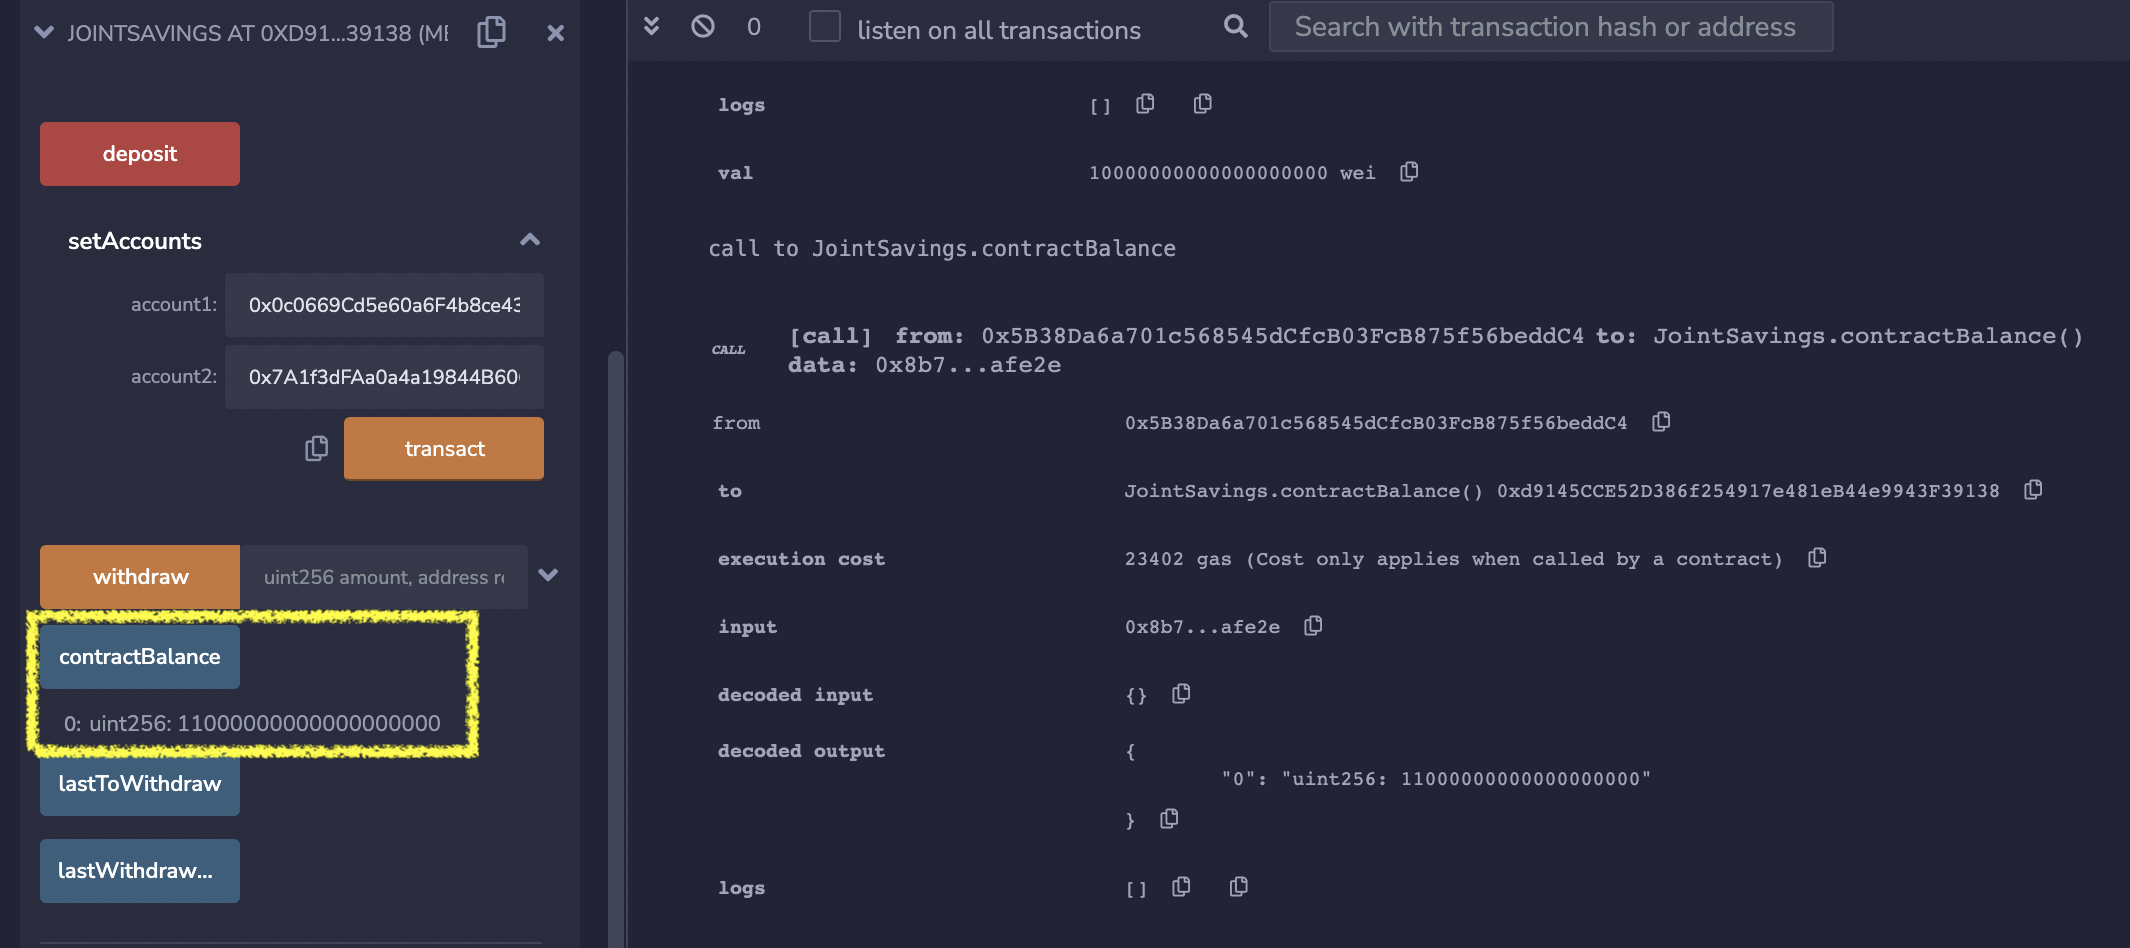 JOINTSAVINGS AT 0XD91...39138 (ME
deposit
setAccounts
account1: 0x0c0669Cd5e60a6F4b8ce43
account2: 0x7A1f3dFAa0a4a19844B60
transact
withdraw uint256 amount, address re
contractBalance
0: uint256: 11000000000000000000
lastToWithdraw
lastWithdraw...
0 listen on all transactions Search with transaction hash or address
logs []
val 10000000000000000000 wei
call to JointSavings.contractBalance
CALL [call] from: 0x5B38Da6a701c568545dCfcB03FcB875f56beddC4 to: JointSavings.contractBalance()
data: 0x8b7...afe2e
from 0x5B38Da6a701c568545dCfcB03FcB875f56beddC4
to JointSavings.contractBalance() 0xd9145CCE52D386f254917e481eB44e9943F39138
execution cost 23402 gas (Cost only applies when called by a contract)
input 0x8b7...afe2e
decoded input {}
decoded output {
"0": "uint256: 11000000000000000000"
}
logs []